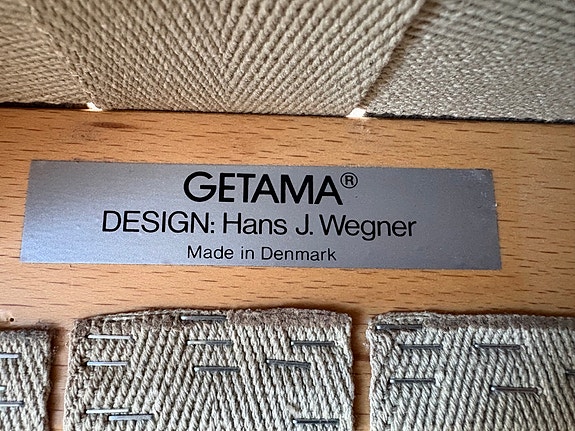 GETAMA®
DESIGN: Hans J. Wegner
Made in Denmark